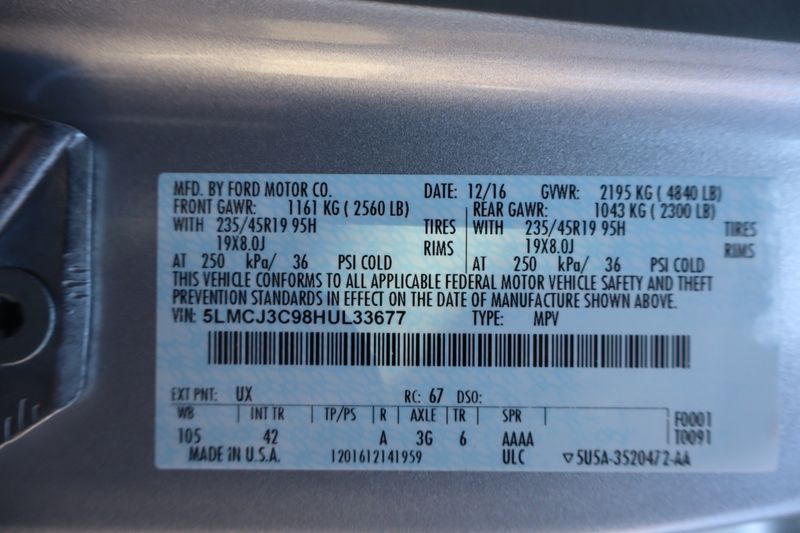 MFD. BY FORD MOTOR CO. DATE: 12/16 GVWR: 2195 KG ( 4840 LB)
FRONT GAWR: 1161 KG ( 2560 LB) REAR GAWR: 1043 KG ( 2300 LB)
WITH 235/45R19 95H TIRES WITH 235/45R19 95H TIRES
19X8.0J RIMS 19X8.0J RIMS
AT 250 kPa/ 36 PSI COLD AT 250 kPa/ 36 PSI COLD
THIS VEHICLE CONFORMS TO ALL APPLICABLE FEDERAL MOTOR VEHICLE SAFETY AND THEFT
PREVENTION STANDARDS IN EFFECT ON THE DATE OF MANUFACTURE SHOWN ABOVE.
VIN: 5LMCJ3C98HUL33677 TYPE: MPV
EXT PNT: UX RC: 67 DSO:
WB INT TR TP/PS R AXLE TR SPR F0001
105 42 A 3G 6 AAAA T0091
MADE IN U.S.A. 1201612141959 ULC ▽5U5A-3520472-AA